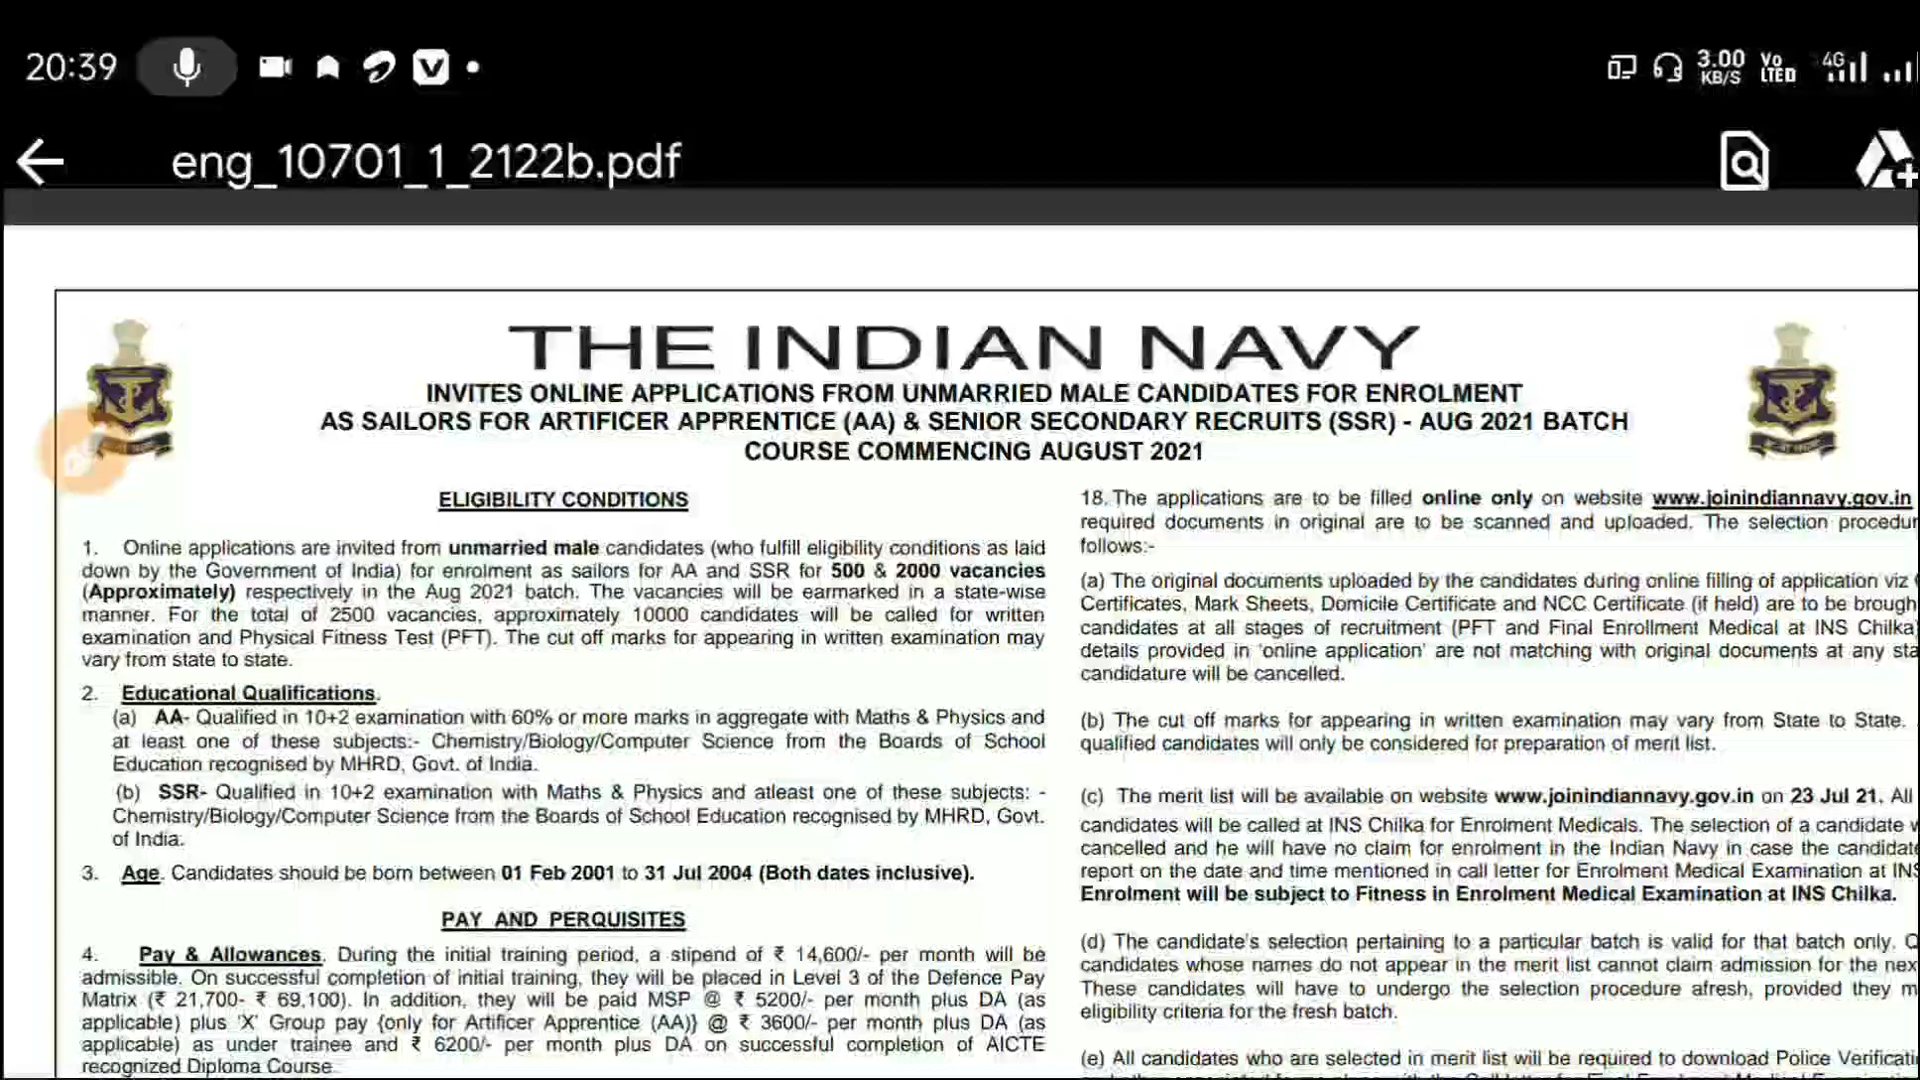 20:39
3.00
KB/S
Vo
LTED
4G
eng_10701_1_2122b.pdf
THE INDIAN NAVY
INVITES ONLINE APPLICATIONS FROM UNMARRIED MALE CANDIDATES FOR ENROLMENT
AS SAILORS FOR ARTIFICER APPRENTICE (AA) & SENIOR SECONDARY RECRUITS (SSR) - AUG 2021 BATCH
COURSE COMMENCING AUGUST 2021
ELIGIBILITY CONDITIONS
1. Online applications are invited from unmarried male candidates (who fulfill eligibility conditions as laid
down by the Government of India) for enrolment as sailors for AA and SSR for 500 & 2000 vacancies
(Approximately) respectively in the Aug 2021 batch. The vacancies will be earmarked in a state-wise
manner. For the total of 2500 vacancies, approximately 10000 candidates will be called for written
examination and Physical Fitness Test (PFT). The cut off marks for appearing in written examination may
vary from state to state.
2. Educational Qualifications.
(a) AA- Qualified in 10+2 examination with 60% or more marks in aggregate with Maths & Physics and
at least one of these subjects:- Chemistry/Biology/Computer Science from the Boards of School
Education recognised by MHRD, Govt. of India.
(b) SSR- Qualified in 10+2 examination with Maths & Physics and atleast one of these subjects: -
Chemistry/Biology/Computer Science from the Boards of School Education recognised by MHRD, Govt.
of India.
3. Age. Candidates should be born between 01 Feb 2001 to 31 Jul 2004 (Both dates inclusive).
PAY AND PERQUISITES
4. Pay & Allowances. During the initial training period, a stipend of ₹ 14,600/- per month will be
admissible. On successful completion of initial training, they will be placed in Level 3 of the Defence Pay
Matrix (₹ 21,700- ₹ 69,100). In addition, they will be paid MSP @ ₹ 5200/- per month plus DA (as
applicable) plus 'X' Group pay {only for Artificer Apprentice (AA)} @ ₹ 3600/- per month plus DA (as
applicable) as under trainee and ₹ 6200/- per month plus DA on successful completion of AICTE
recognized Diploma Course
18. The applications are to be filled online only on website www.joinindiannavy.gov.in
required documents in original are to be scanned and uploaded. The selection
follows:-
(a) The original documents uploaded by the candidates during online filling of application viz
Certificates, Mark Sheets, Domicile Certificate and NCC Certificate (if held) are to be
candidates at all stages of recruitment (PFT and Final Enrollment Medical at INS Chilka)
details provided in 'online application' are not matching with original documents at any
candidature will be cancelled.
(b) The cut off marks for appearing in written examination may vary from State to State.
qualified candidates will only be considered for preparation of merit list.
(c) The merit list will be available on website www.joinindiannavy.gov.in on 23 Jul 21. All
candidates will be called at INS Chilka for Enrolment Medicals. The selection of a candidate
cancelled and he will have no claim for enrolment in the Indian Navy in case the
report on the date and time mentioned in call letter for Enrolment Medical Examination at
Enrolment will be subject to Fitness in Enrolment Medical Examination at INS Chilka.
(d) The candidate's selection pertaining to a particular batch is valid for that batch only.
candidates whose names do not appear in the merit list cannot claim admission for the
These candidates will have to undergo the selection procedure afresh, provided they
eligibility criteria for the fresh batch.
(e) All candidates who are selected in merit list will be required to download Police